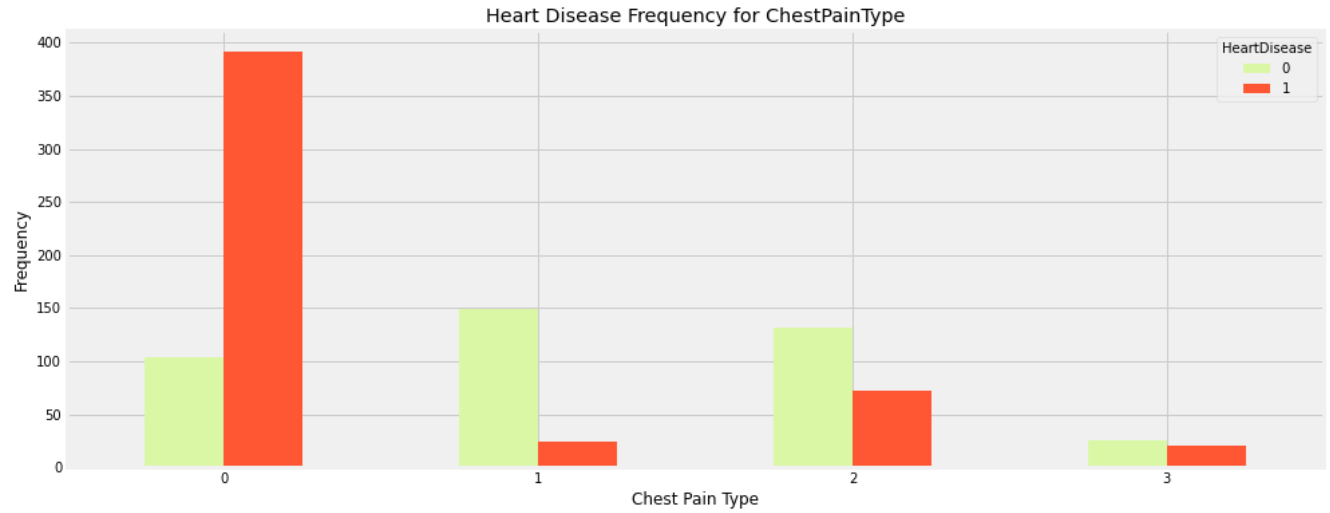 Heart Disease Frequency for ChestPainType
HeartDisease
0
1
400
350
300
250
200
150
100
50
0
Frequency
0 1 2 3
Chest Pain Type